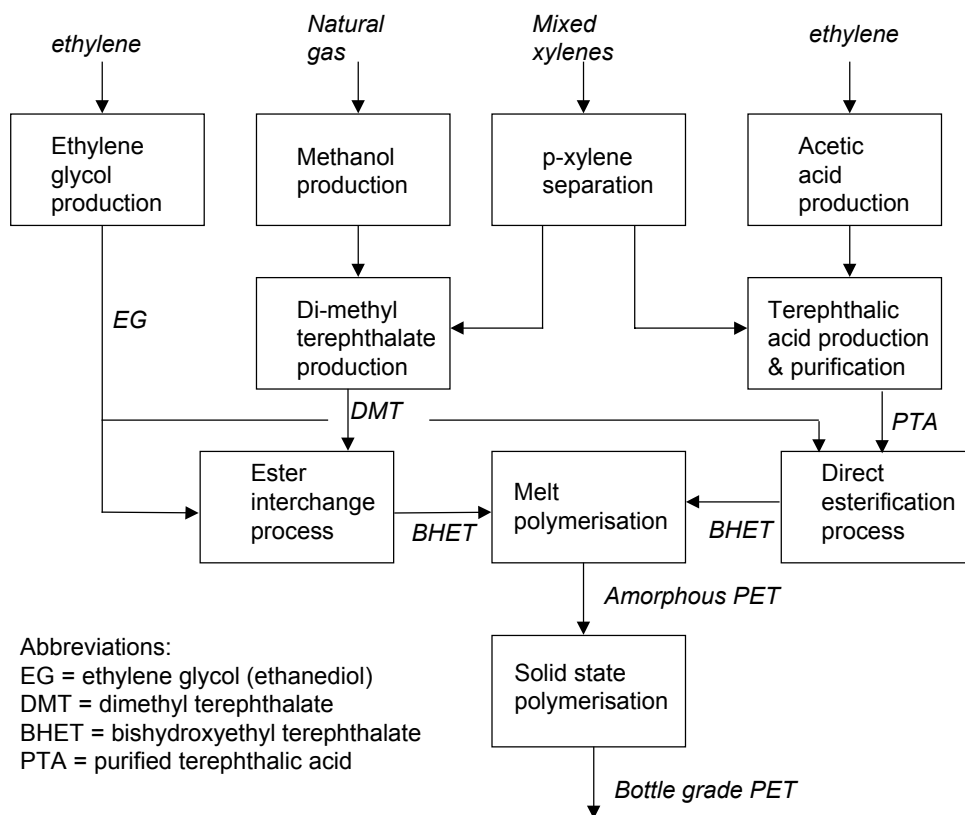 ethylene
Natural
gas
Mixed
xylenes
ethylene
Ethylene
glycol
production
Methanol
production
p-xylene
separation
Acetic
acid
production
EG
Di-methyl
terephthalate
production
Terephthalic
acid production
& purification
DMT
PTA
Ester
interchange
process
BHET
Melt
polymerisation
BHET
Direct
esterification
process
Amorphous PET
Solid state
polymerisation
Bottle grade PET
Abbreviations:
EG = ethylene glycol (ethanediol)
DMT = dimethyl terephthalate
BHET = bishydroxyethyl terephthalate
PTA = purified terephthalic acid